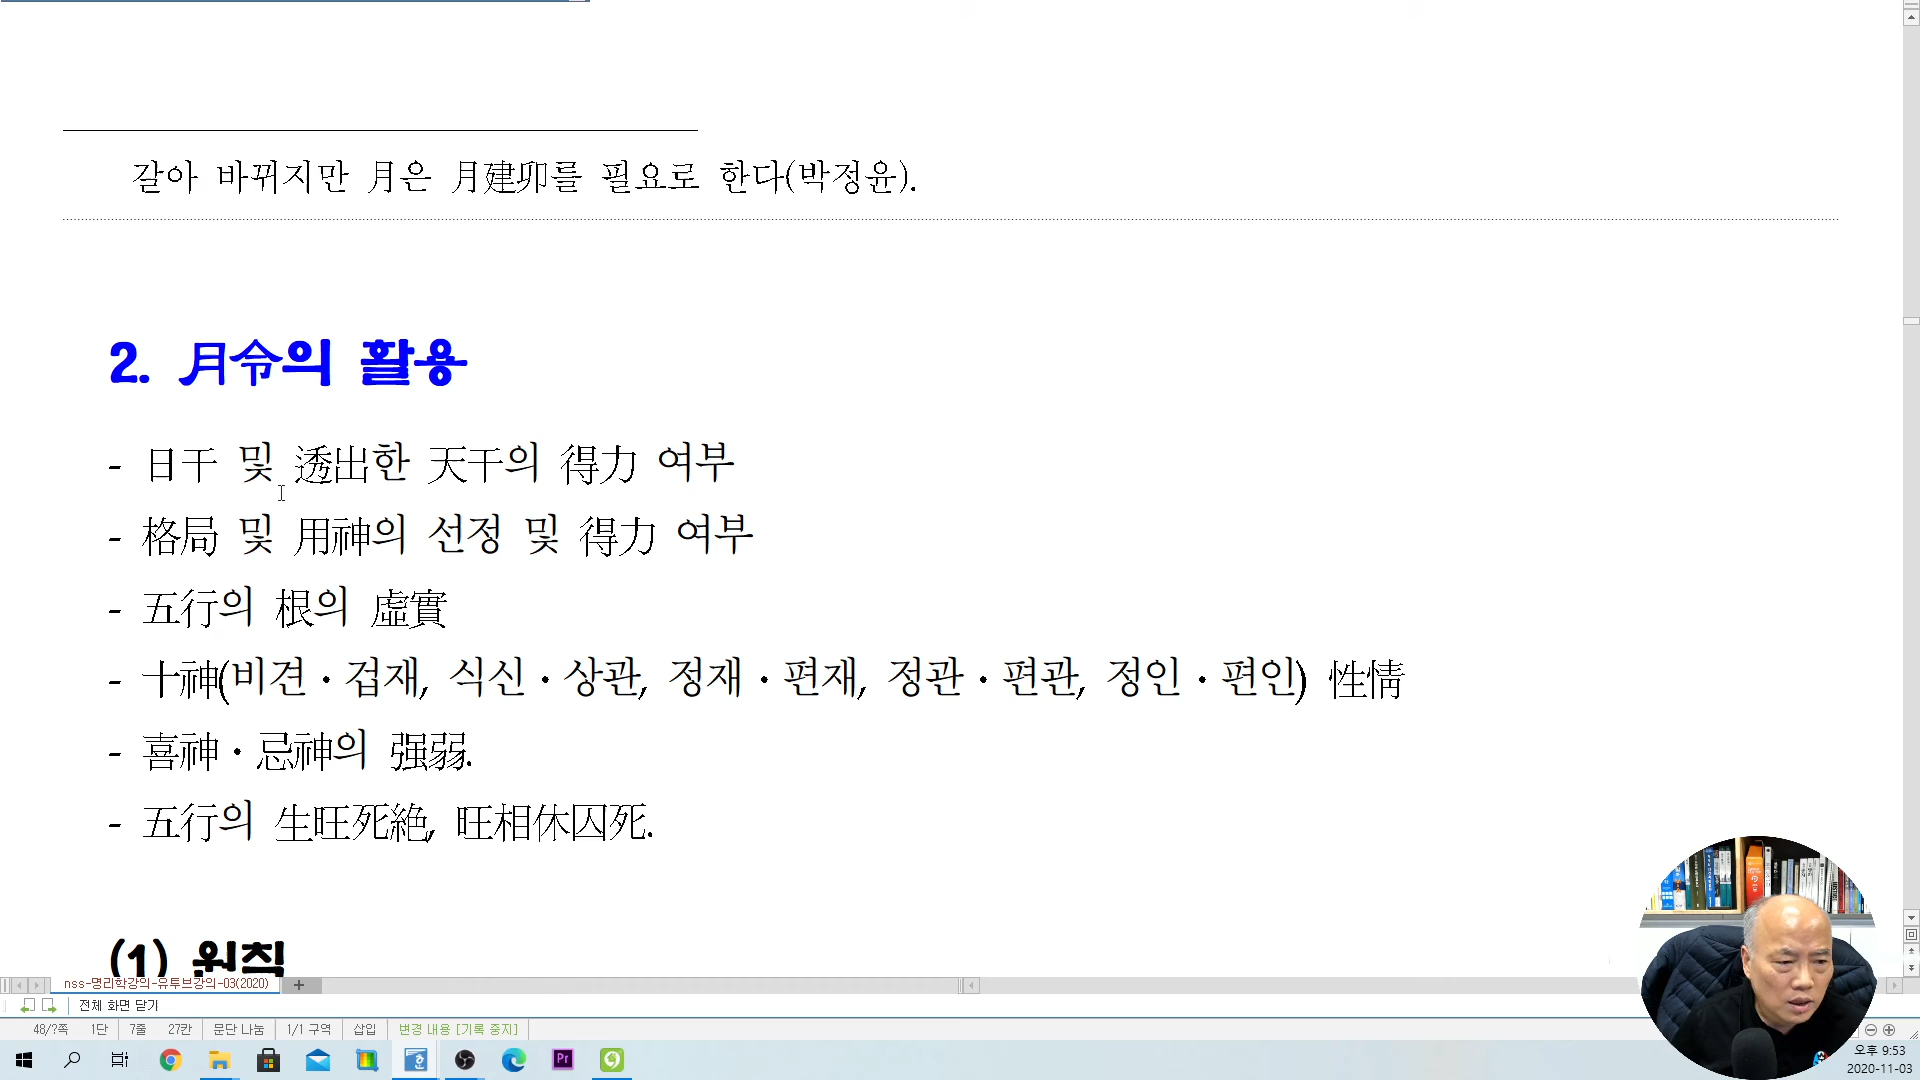 갈아 바뀌지만 月은 月建卯를 필요로 한다(박정윤).
2. 月令의 활용
- 日干 및 透出한 天干의 得力 여부
- 格局 및 用神의 선정 및 得力 여부
- 五行의 根의 虛實
- 十神(비견·겁재, 식신·상관, 정재·편재, 정관·편관, 정인·편인) 性情
- 喜神·忌神의 强弱.
- 五行의 生旺死絶, 旺相休囚死.
(1) 원칙
nss-명리학강의-유투브강의-03(2020)
전체 화면 닫기
48/?쪽 1단 7줄 27칸 문단 나눔 1/1 구역 삽입 변경 내용 [기록 중지]
Pr
오후 9:53
2020-11-03